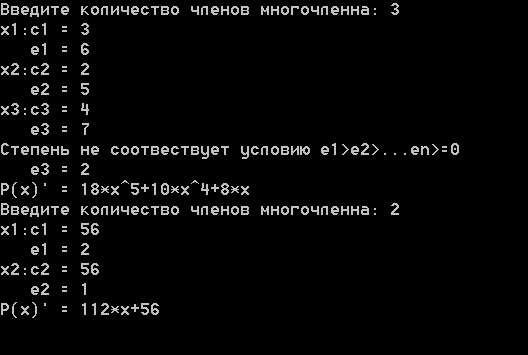 Введите количество членов многочленна: 3
x1:c1 = 3
e1 = 6
x2:c2 = 2
e2 = 5
x3:c3 = 4
e3 = 7
Степень не соотвествует условию e1>e2>...en>=0
e3 = 2
P(x)' = 18*x^5+10*x^4+8*x
Введите количество членов многочленна: 2
x1:c1 = 56
e1 = 2
x2:c2 = 56
e2 = 1
P(x)' = 112*x+56